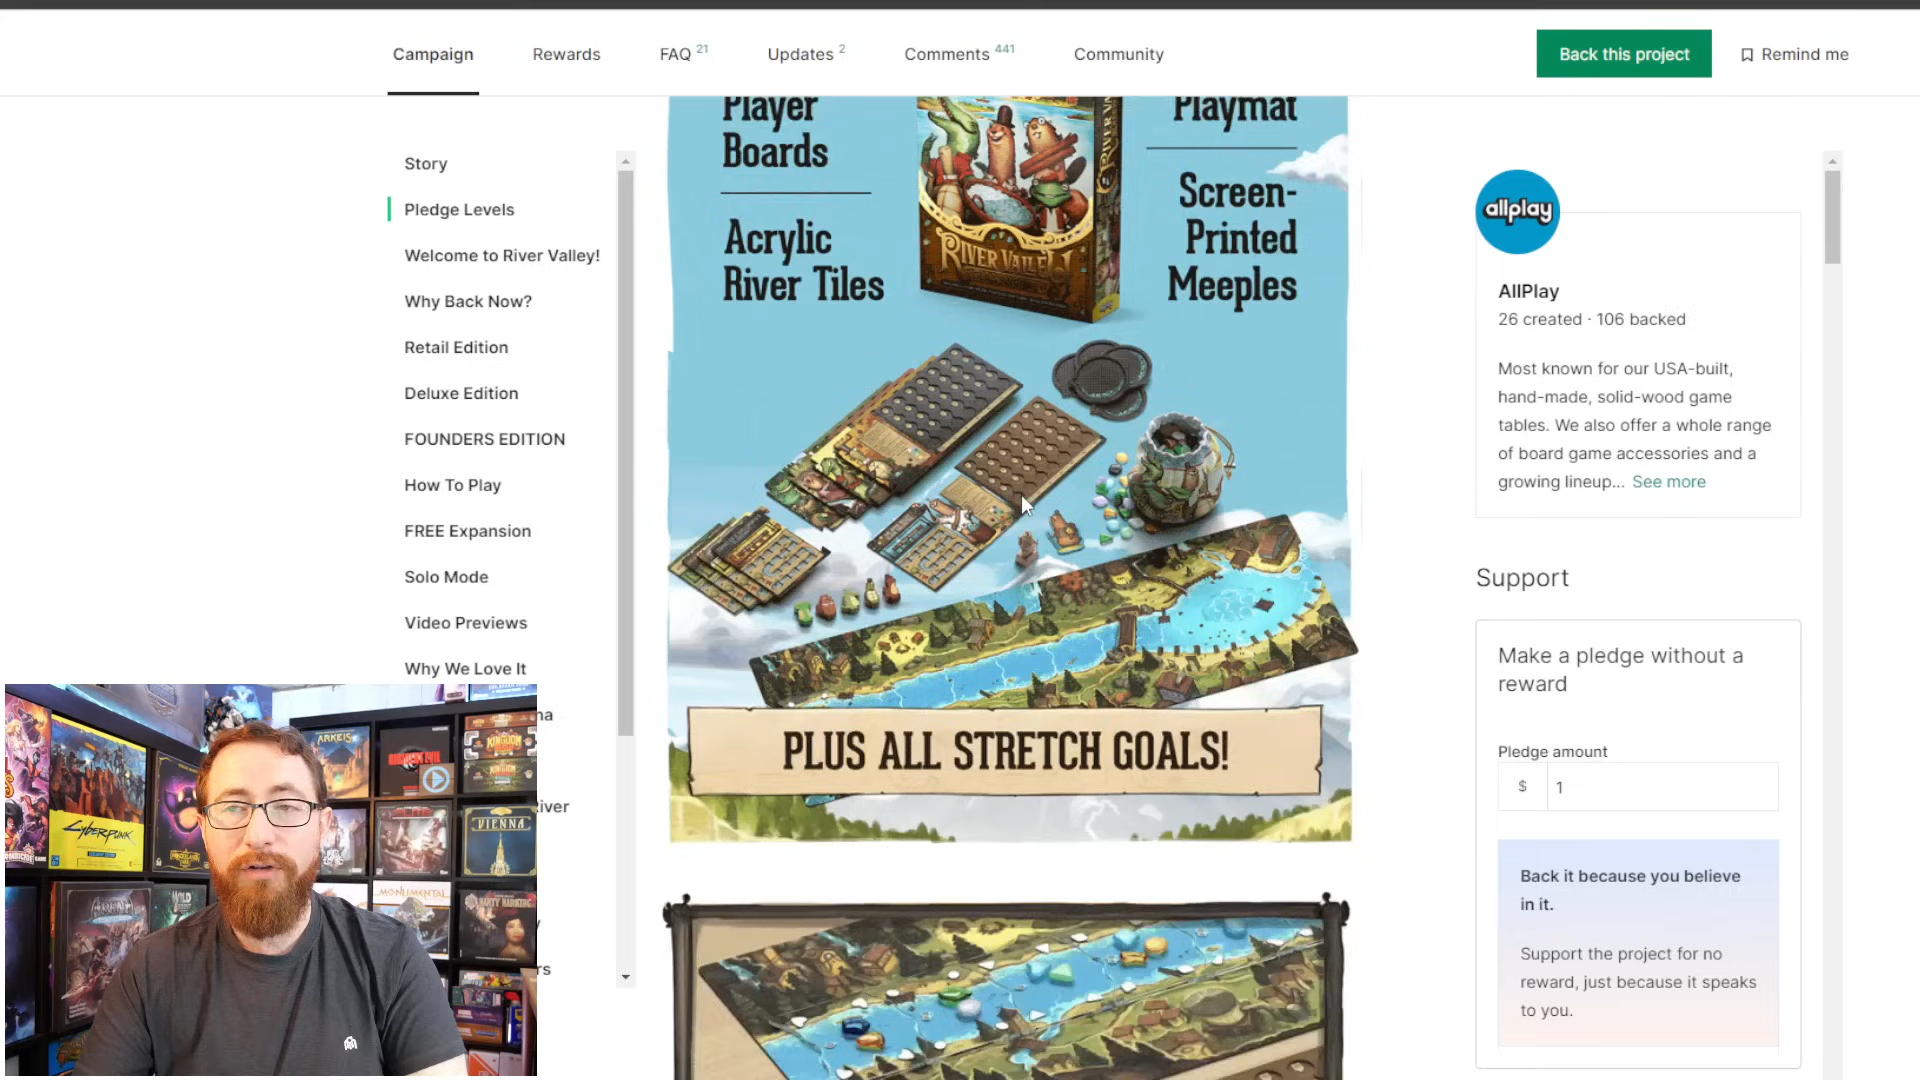 Campaign
Rewards
FAQ 21
Updates 2
Comments 441
Community
Back this project
Remind me
Story
Pledge Levels
Welcome to River Valley!
Why Back Now?
Retail Edition
Deluxe Edition
FOUNDERS EDITION
How To Play
FREE Expansion
Solo Mode
Video Previews
Why We Love It
Player
Boards
Acrylic
River Tiles
Playmat
Screen-
Printed
Meeples
RIVER VALLEY
PLUS ALL STRETCH GOALS!
allplay
AllPlay
26 created · 106 backed
Most known for our USA-built,
hand-made, solid-wood game
tables. We also offer a whole range
of board game accessories and a
growing lineup... See more
Support
Make a pledge without a
reward
Pledge amount
$ 1
Back it because you believe
in it.
Support the project for no
reward, just because it speaks
to you.
ARKEIS
CYBERPUNK
VIENNA
MONUMENTAL
KINGDOM